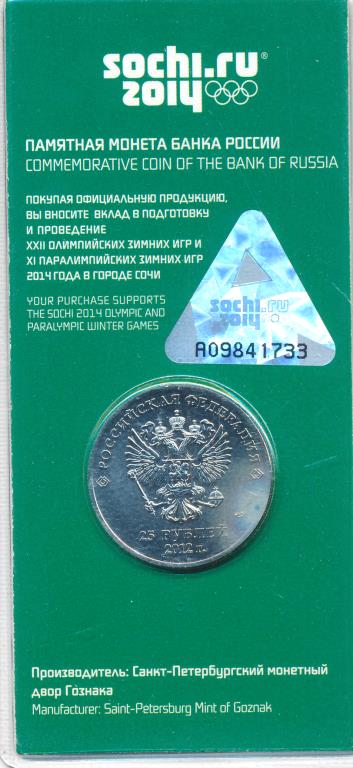 sochi.ru
2014
ПАМЯТНАЯ МОНЕТА БАНКА РОССИИ
COMMEMORATIVE COIN OF THE BANK OF RUSSIA
ПОКУПАЯ ОФИЦИАЛЬНУЮ ПРОДУКЦИЮ,
ВЫ ВНОСИТЕ ВКЛАД В ПОДГОТОВКУ
И ПРОВЕДЕНИЕ
XXII ОЛИМПИЙСКИХ ЗИМНИХ ИГР И
XI ПАРАЛИМПИЙСКИХ ЗИМНИХ ИГР
2014 ГОДА В ГОРОДЕ СОЧИ
YOUR PURCHASE SUPPORTS
THE SOCHI 2014 OLYMPIC AND
PARALYMPIC WINTER GAMES
sochi.ru
2014
A09841733
РОССИЙСКАЯ ФЕДЕРАЦИЯ
25 РУБЛЕЙ
2012 г.
Производитель: Санкт-Петербургский монетный
двор Гознака
Manufacturer: Saint-Petersburg Mint of Goznak